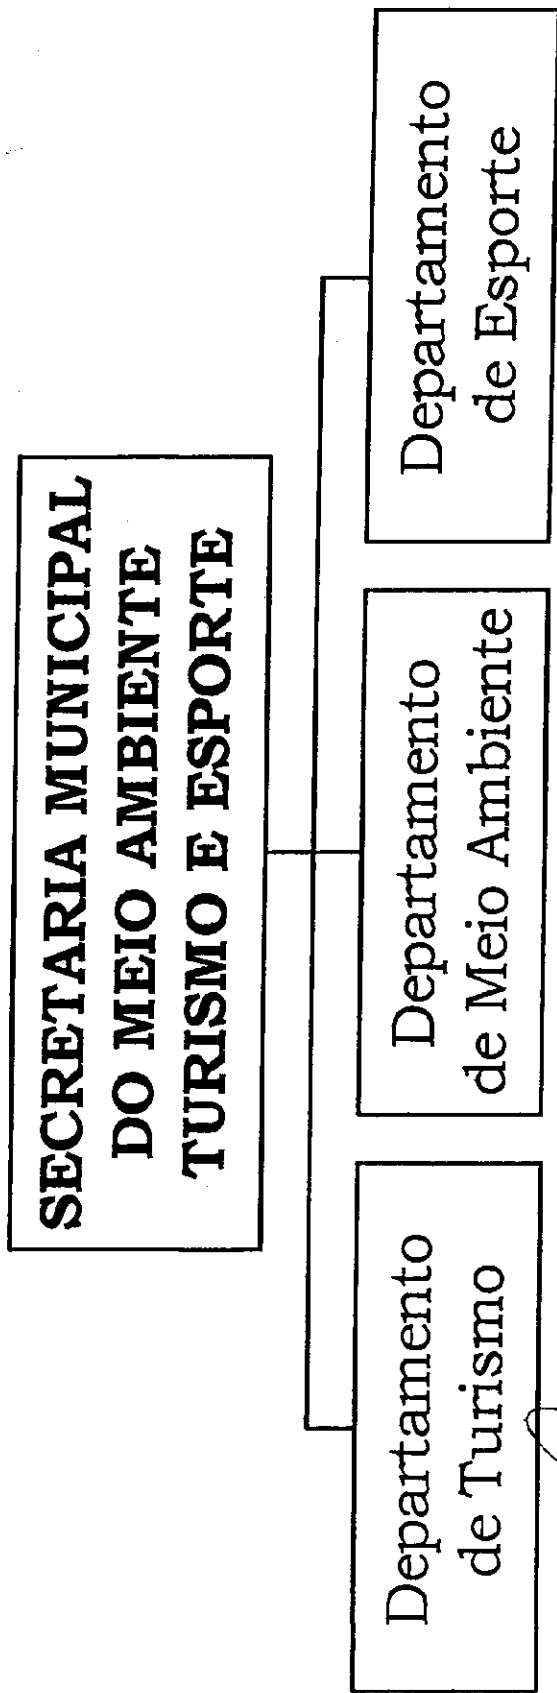 SECRETARIA MUNICIPAL
DO MEIO AMBIENTE
TURISMO E ESPORTE
Departamento
de Turismo
Departamento
de Meio Ambiente
Departamento
de Esporte